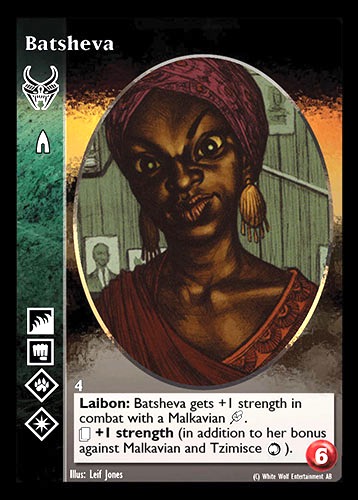 Batsheva
4
Laibon: Batsheva gets +1 strength in
combat with a Malkavian.
+1 strength (in addition to her bonus
against Malkavian and Tzimisce).
6
Illus: Leif Jones
(C) White Wolf Entertainment AB